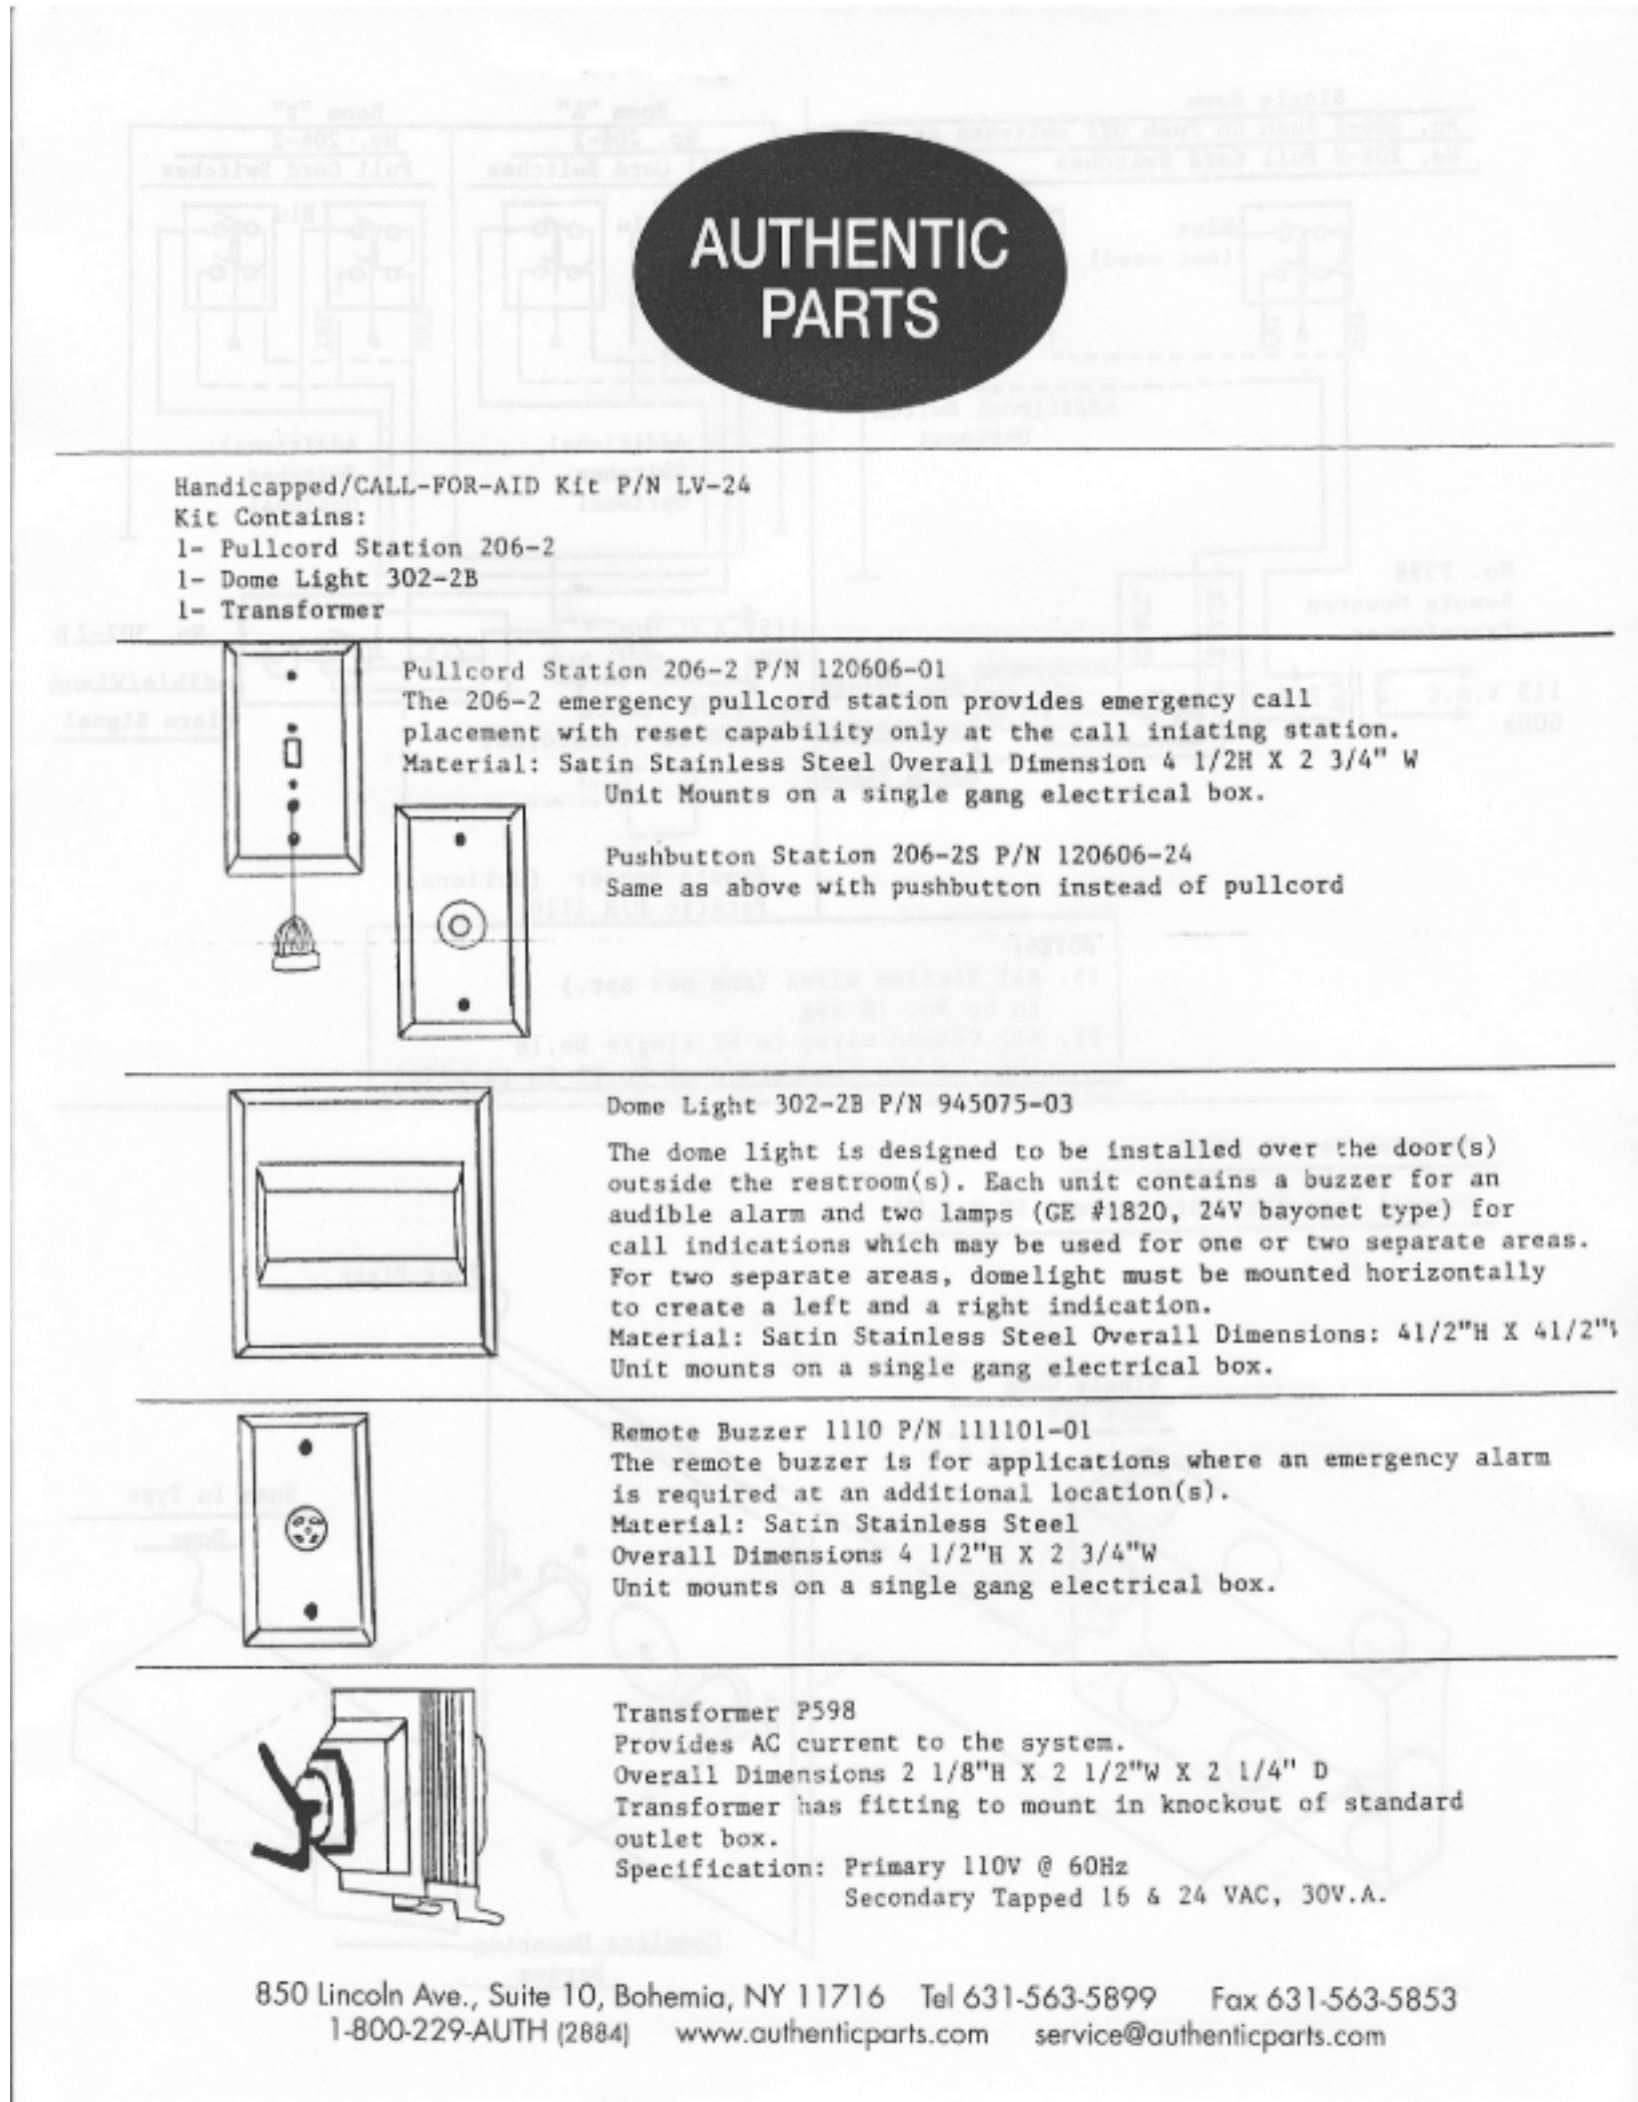 AUTHENTIC
PARTS
Handicapped/CALL-FOR-AID Kit P/N LV-24
Kit Contains:
1- Pullcord Station 206-2
1- Dome Light 302-2B
1- Transformer
Pullcord Station 206-2 P/N 120606-01
The 206-2 emergency pullcord station provides emergency call
placement with reset capability only at the call iniating station.
Material: Satin Stainless Steel Overall Dimension 4 1/2H X 2 3/4" W
Unit Mounts on a single gang electrical box.
Pushbutton Station 206-2S P/N 120606-24
Same as above with pushbutton instead of pullcord
Dome Light 302-2B P/N 945075-03
The dome light is designed to be installed over the door(s)
outside the restroom(s). Each unit contains a buzzer for an
audible alarm and two lamps (GE #1820, 24V bayonet type) for
call indications which may be used for one or two separate areas.
For two separate areas, domelight must be mounted horizontally
to create a left and a right indication.
Material: Satin Stainless Steel Overall Dimensions: 41/2"H X 41/2"
Unit mounts on a single gang electrical box.
Remote Buzzer 1110 P/N 111101-01
The remote buzzer is for applications where an emergency alarm
is required at an additional location(s).
Material: Satin Stainless Steel
Overall Dimensions 4 1/2"H X 2 3/4"W
Unit mounts on a single gang electrical box.
Transformer P598
Provides AC current to the system.
Overall Dimensions 2 1/8"H X 2 1/2"W X 2 1/4" D
Transformer has fitting to mount in knockout of standard
outlet box.
Specification: Primary 110V @ 60Hz
Secondary Tapped 16 & 24 VAC, 30V.A.
850 Lincoln Ave., Suite 10, Bohemia, NY 11716 Tel 631-563-5899 Fax 631-563-5853
1-800-229-AUTH (2884) www.authenticparts.com service@authenticparts.com